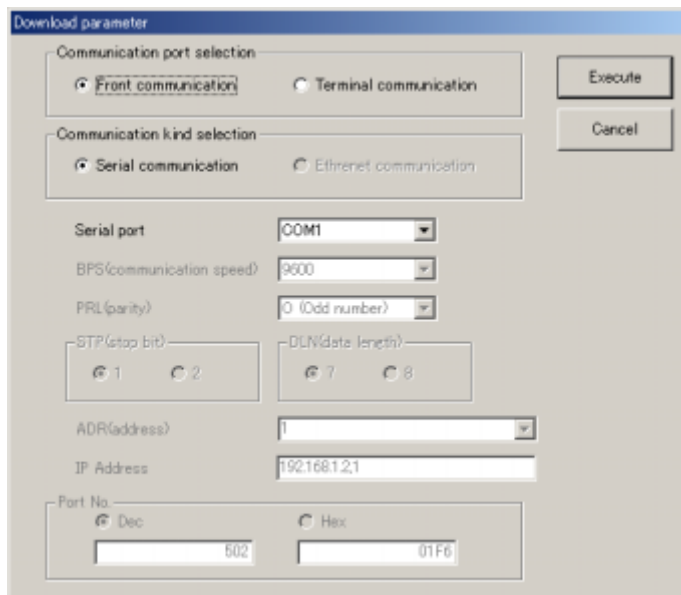 Download parameter
Communication port selection
Front communication Terminal communication
Execute
Communication kind selection
Cancel
Serial communication Ethrenet communication
Serial port COM1
BPS(communication speed) 9600
PRL(parity) O (Odd number)
STP(stop bit) DLN(data length)
1 2 7 8
ADR(address) 1
IP Address 192.168.1.2,1
Port No.
Dec Hex
502 01F6